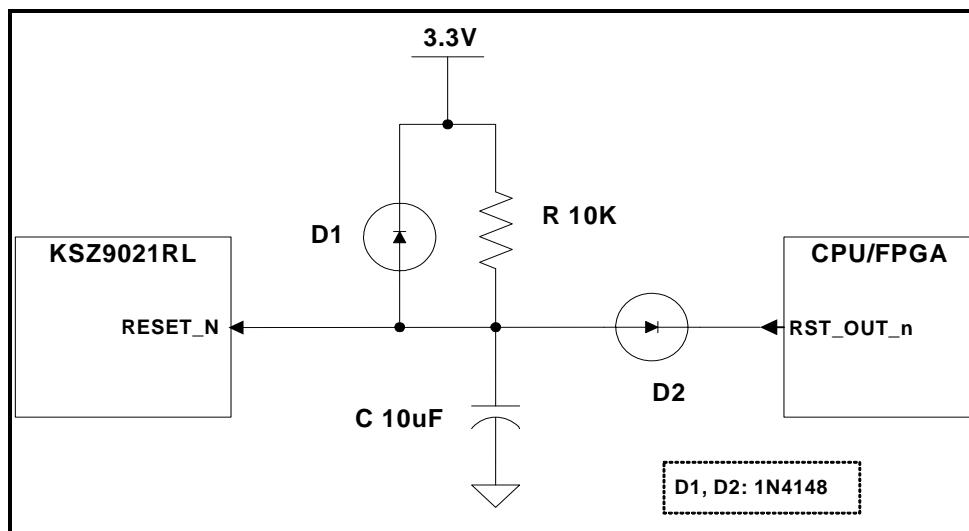 3.3V
D1
R 10K
KSZ9021RL
CPU/FPGA
RESET_N
RST_OUT_n
D2
C 10uF
D1, D2: 1N4148